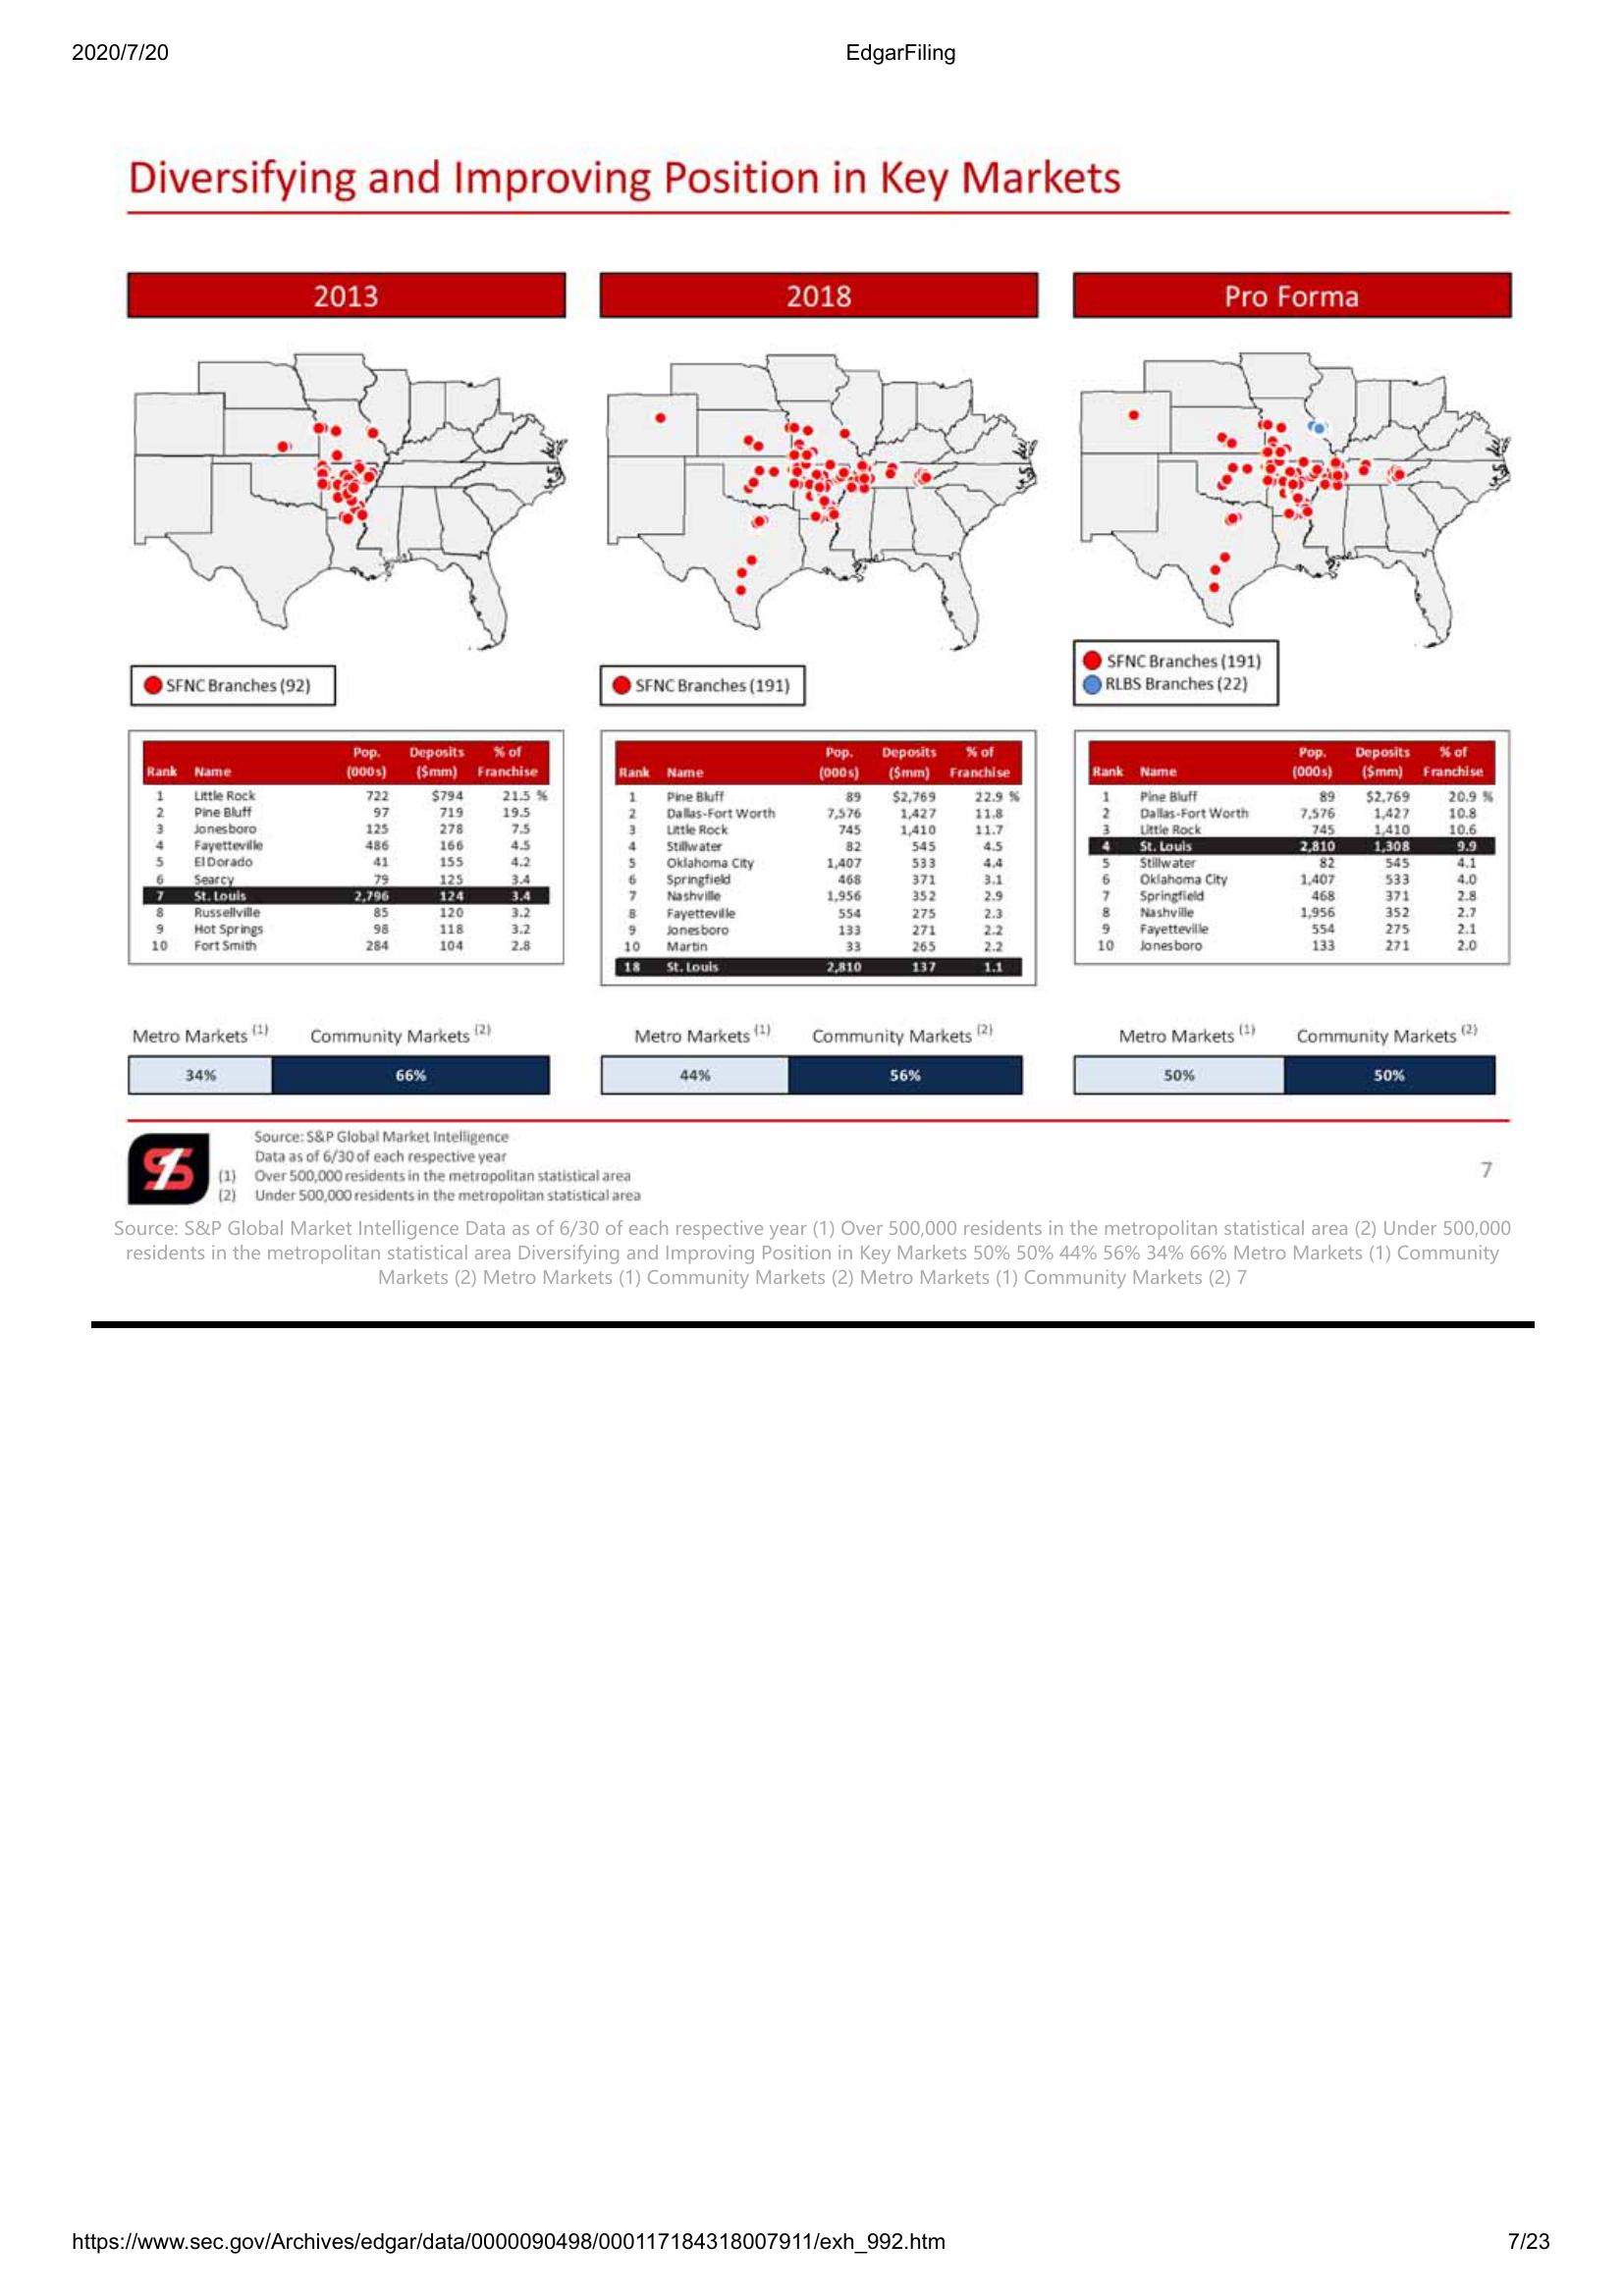 2020/7/20 EdgarFiling
Diversifying and Improving Position in Key Markets
2013
SFNC Branches (92)
Rank Name Pop. (000s) Deposits ($mm) % of Franchise
1 Little Rock 722 $794 21.5 %
2 Pine Bluff 97 719 19.5
3 Jonesboro 125 278 7.5
4 Fayetteville 486 166 4.5
5 El Dorado 41 155 4.2
6 Searcy 79 125 3.4
7 St. Louis 2,796 124 3.4
8 Russellville 85 120 3.2
9 Hot Springs 98 118 3.2
10 Fort Smith 284 104 2.8
Metro Markets (1) Community Markets (2)
34% 66%
2018
SFNC Branches (191)
Rank Name Pop. (000s) Deposits ($mm) % of Franchise
1 Pine Bluff 89 $2,769 22.9 %
2 Dallas-Fort Worth 7,576 1,427 11.8
3 Little Rock 745 1,410 11.7
4 Stillwater 82 545 4.5
5 Oklahoma City 1,407 533 4.4
6 Springfield 468 371 3.1
7 Nashville 1,956 352 2.9
8 Fayetteville 554 275 2.3
9 Jonesboro 133 271 2.2
10 Martin 33 265 2.2
18 St. Louis 2,810 137 1.1
Metro Markets (1) Community Markets (2)
44% 56%
Pro Forma
SFNC Branches (191)
RLBS Branches (22)
Rank Name Pop. (000s) Deposits ($mm) % of Franchise
1 Pine Bluff 89 $2,769 20.9 %
2 Dallas-Fort Worth 7,576 1,427 10.8
3 Little Rock 745 1,410 10.6
4 St. Louis 2,810 1,308 9.9
5 Stillwater 82 545 4.1
6 Oklahoma City 1,407 533 4.0
7 Springfield 468 371 2.8
8 Nashville 1,956 352 2.7
9 Fayetteville 554 275 2.1
10 Jonesboro 133 271 2.0
Metro Markets (1) Community Markets (2)
50% 50%
Source: S&P Global Market Intelligence
Data as of 6/30 of each respective year
(1) Over 500,000 residents in the metropolitan statistical area
(2) Under 500,000 residents in the metropolitan statistical area
7
Source: S&P Global Market Intelligence Data as of 6/30 of each respective year (1) Over 500,000 residents in the metropolitan statistical area (2) Under 500,000
residents in the metropolitan statistical area Diversifying and Improving Position in Key Markets 50% 50% 44% 56% 34% 66% Metro Markets (1) Community
Markets (2) Metro Markets (1) Community Markets (2) Metro Markets (1) Community Markets (2) 7
https://www.sec.gov/Archives/edgar/data/0000090498/000117184318007911/exh_992.htm 7/23